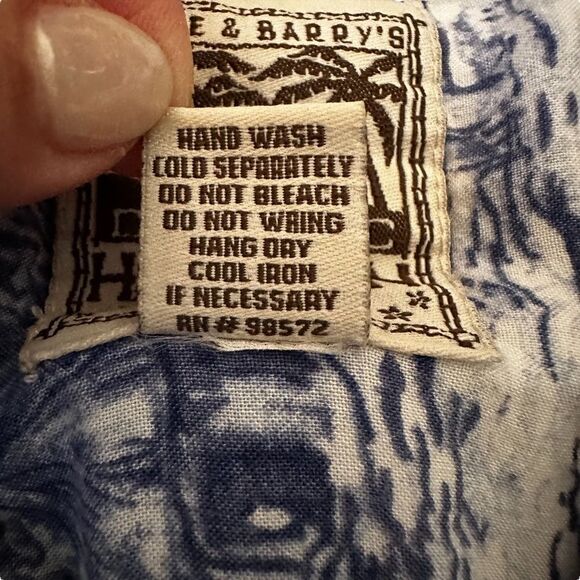 & BARRY'S
HAND WASH
COLD SEPARATELY
DO NOT BLEACH
DO NOT WRING
HANG DRY
COOL IRON
IF NECESSARY
RN # 98572